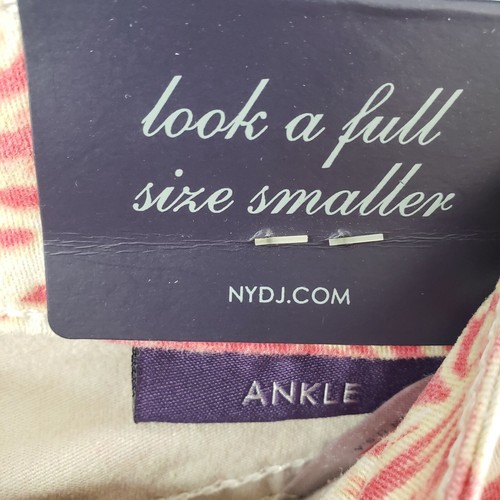 look a full
size smaller
NYDJ.COM
ANKLE